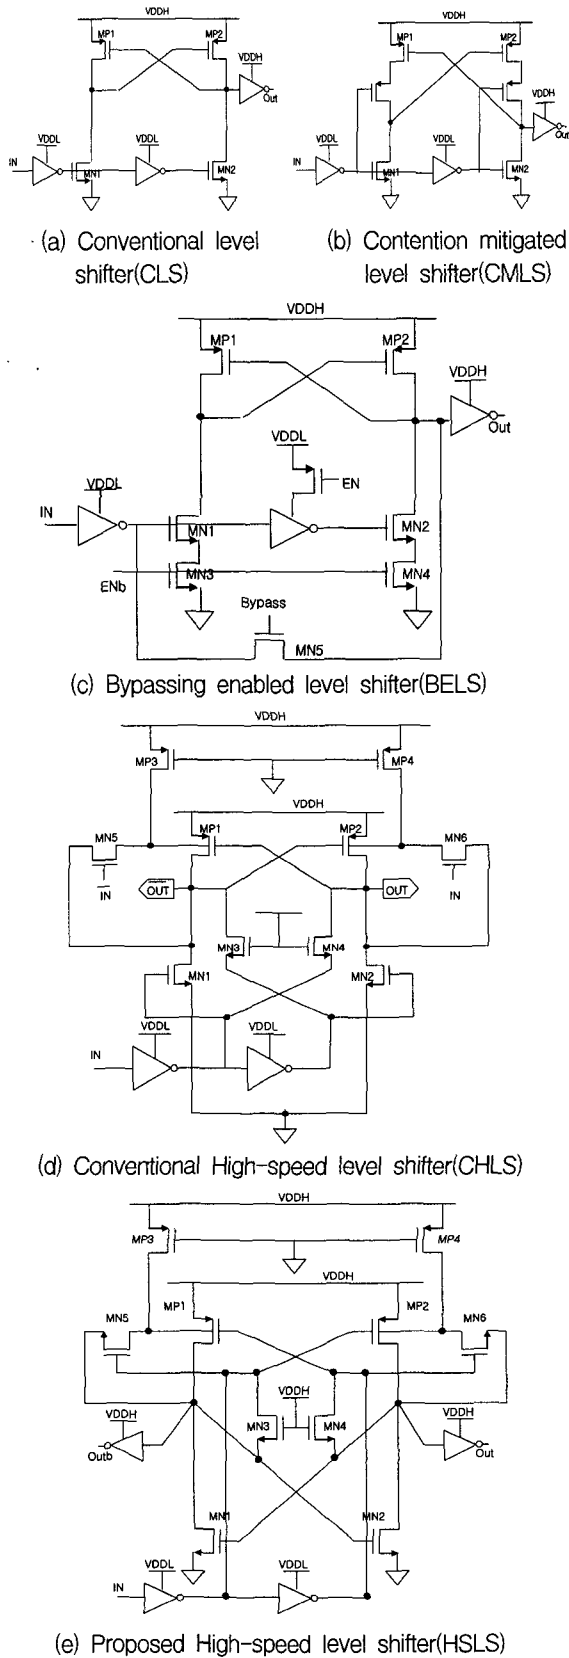 VDDH
MP1
MP2
VDDH
Out
VDDL
VDDL
IN
MN1
MN2
(a) Conventional level
shifter(CLS)
VDDH
MP1
MP2
VDDH
Out
VDDL
VDDL
IN
MN1
MN2
(b) Contention mitigated
level shifter(CMLS)
VDDH
MP1
MP2
VDDH
Out
VDDL
EN
VDDL
IN
MN1
MN2
MN3
MN4
ENb
Bypass
MN5
(c) Bypassing enabled level shifter(BELS)
VDDH
MP3
MP4
VDDH
MN5
MP1
MP2
MN6
IN
IN
OUT
OUT
MN3
MN4
MN1
MN2
VDDL
VDDL
IN
(d) Conventional High-speed level shifter(CHLS)
VDDH
MP3
MP4
VDDH
MP1
MP2
MN5
MN6
VDDH
MN3
MN4
VDDH
Outb
VDDH
Out
MN1
MN2
VDDL
VDDL
IN
(e) Proposed High-speed level shifter(HSLS)